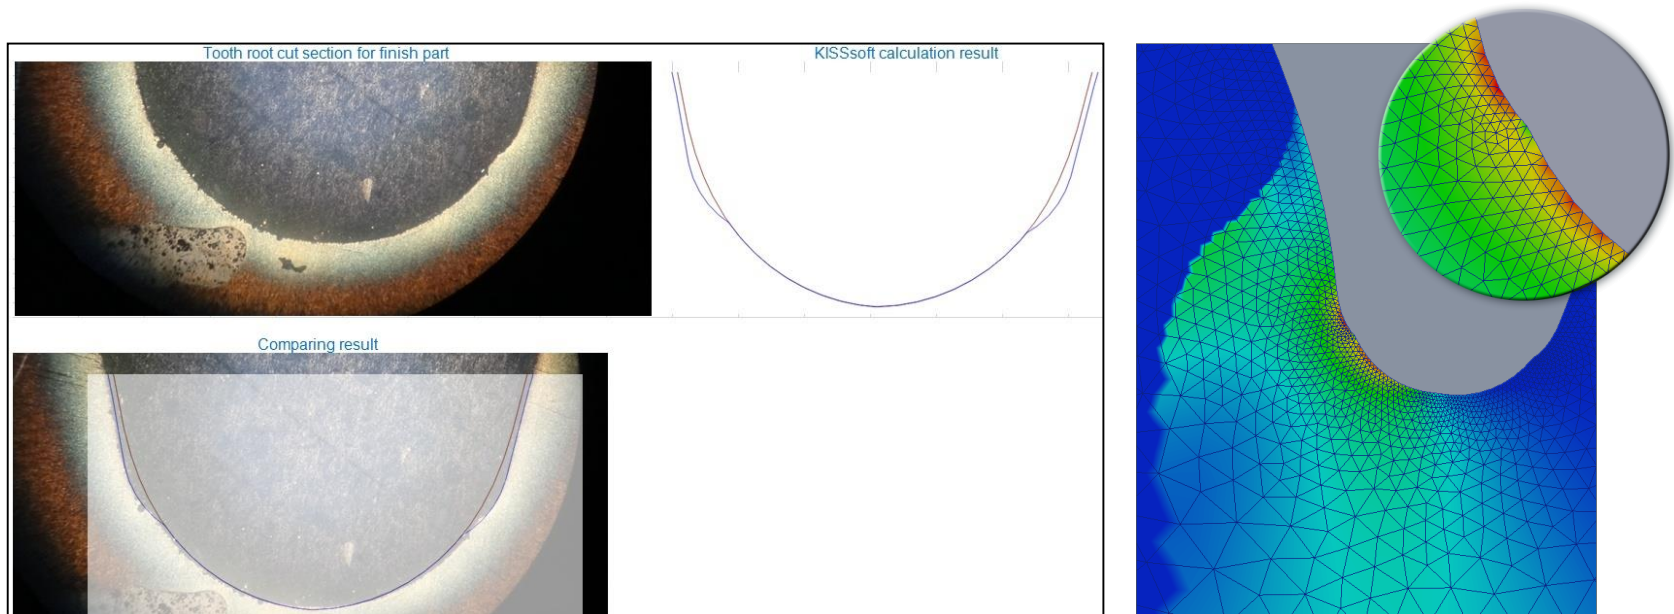 Tooth root cut section for finish part
KISSsoft calculation result
Comparing result